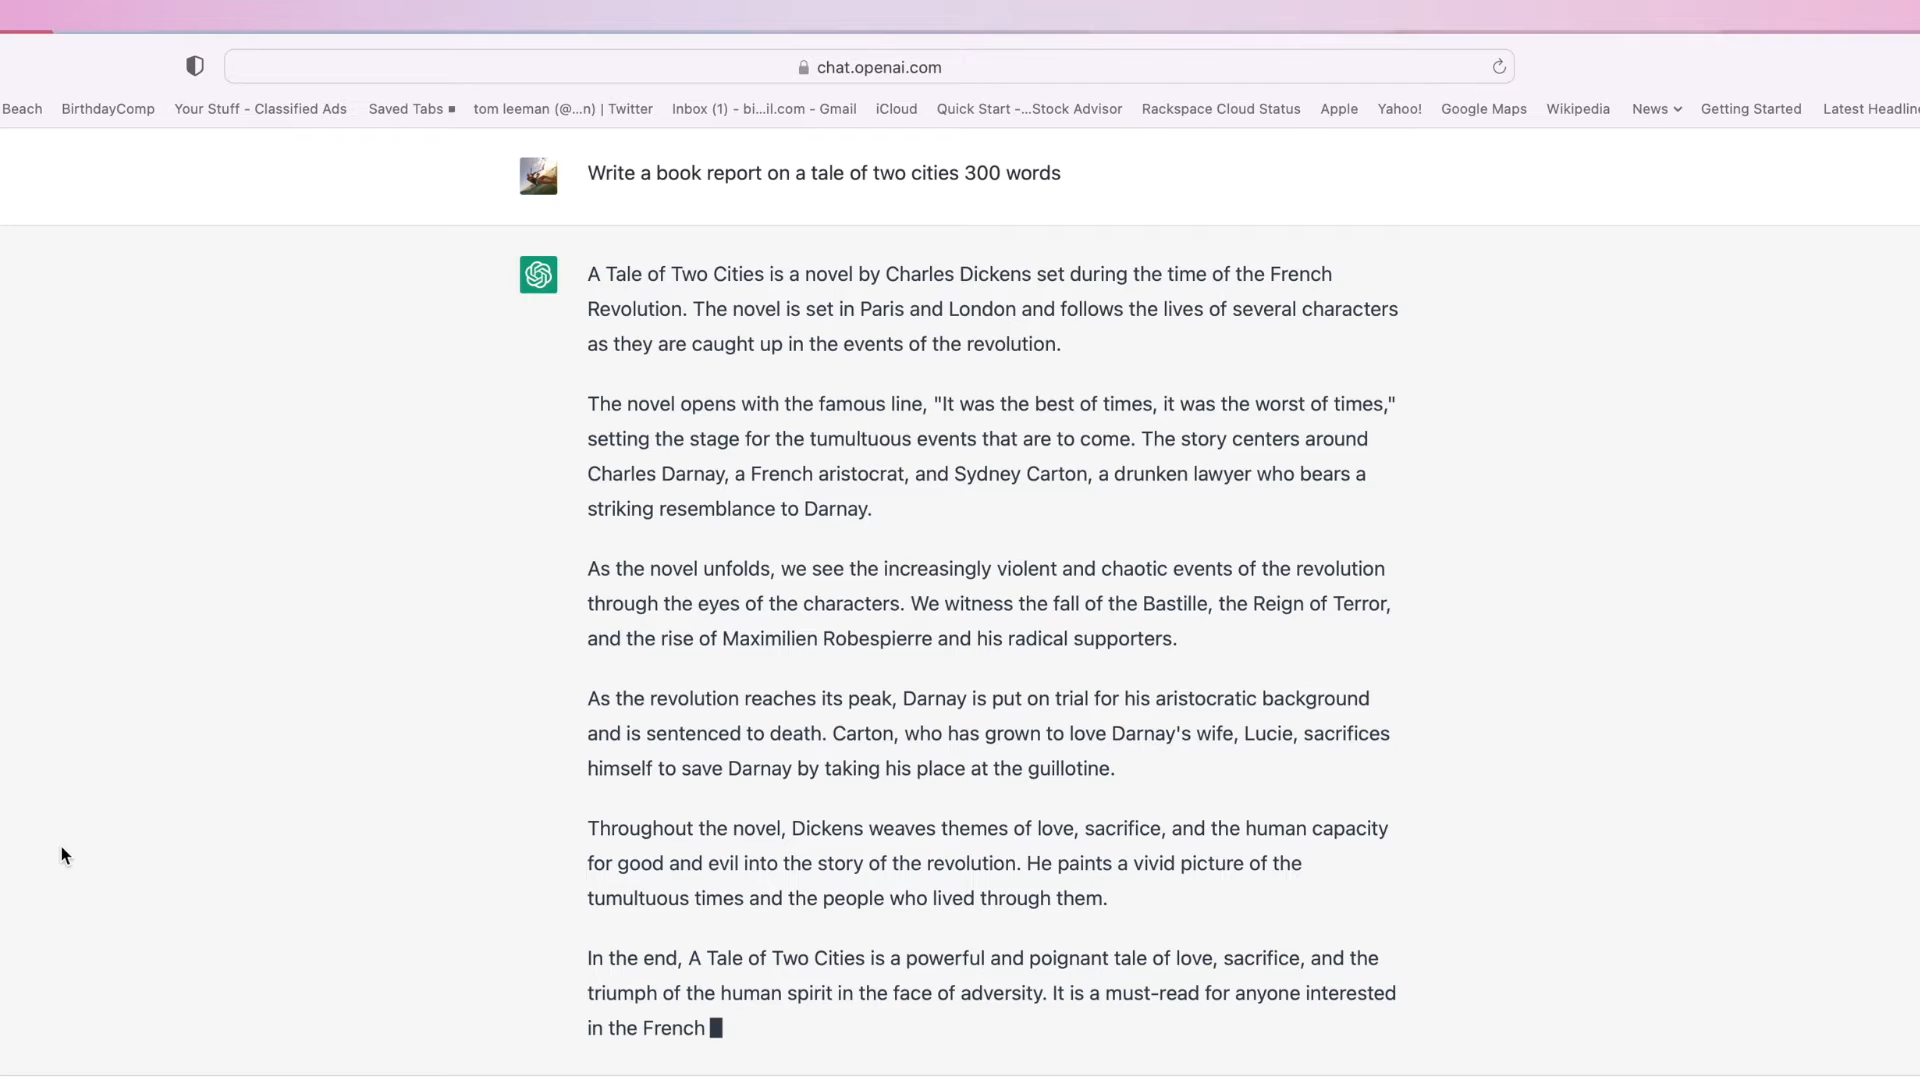 chat.openai.com
Beach BirthdayComp Your Stuff - Classified Ads Saved Tabs tom leeman (@...n) | Twitter Inbox (1) - bi...il.com - Gmail iCloud Quick Start -...Stock Advisor Rackspace Cloud Status Apple Yahoo! Google Maps Wikipedia News Getting Started Latest Headline
Write a book report on a tale of two cities 300 words
A Tale of Two Cities is a novel by Charles Dickens set during the time of the French
Revolution. The novel is set in Paris and London and follows the lives of several characters
as they are caught up in the events of the revolution.
The novel opens with the famous line, "It was the best of times, it was the worst of times,"
setting the stage for the tumultuous events that are to come. The story centers around
Charles Darnay, a French aristocrat, and Sydney Carton, a drunken lawyer who bears a
striking resemblance to Darnay.
As the novel unfolds, we see the increasingly violent and chaotic events of the revolution
through the eyes of the characters. We witness the fall of the Bastille, the Reign of Terror,
and the rise of Maximilien Robespierre and his radical supporters.
As the revolution reaches its peak, Darnay is put on trial for his aristocratic background
and is sentenced to death. Carton, who has grown to love Darnay's wife, Lucie, sacrifices
himself to save Darnay by taking his place at the guillotine.
Throughout the novel, Dickens weaves themes of love, sacrifice, and the human capacity
for good and evil into the story of the revolution. He paints a vivid picture of the
tumultuous times and the people who lived through them.
In the end, A Tale of Two Cities is a powerful and poignant tale of love, sacrifice, and the
triumph of the human spirit in the face of adversity. It is a must-read for anyone interested
in the French